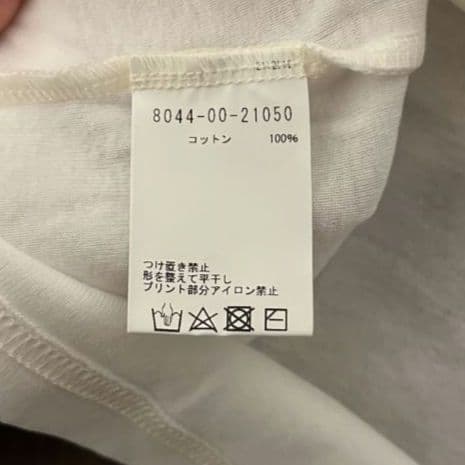 8044-00-21050
コットン 100%
つけ置き禁止
形を整えて平干し
プリント部分アイロン禁止